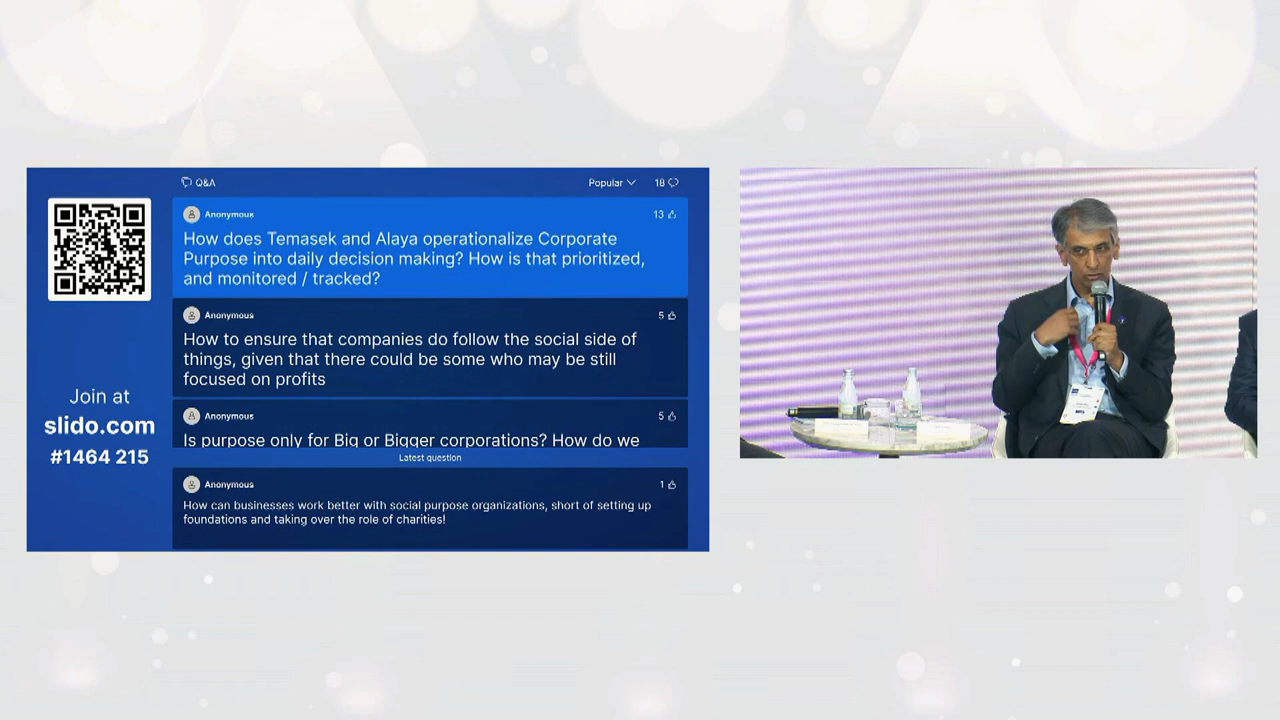 Q&A
Popular
18
Anonymous
13
How does Temasek and Alaya operationalize Corporate
Purpose into daily decision making? How is that prioritized,
and monitored / tracked?
Anonymous
5
How to ensure that companies do follow the social side of
things, given that there could be some who may be still
focused on profits
Anonymous
5
Is purpose only for Big or Bigger corporations? How do we
Latest question
Anonymous
1
How can businesses work better with social purpose organizations, short of setting up
foundations and taking over the role of charities!
Join at
slido.com
#1464 215